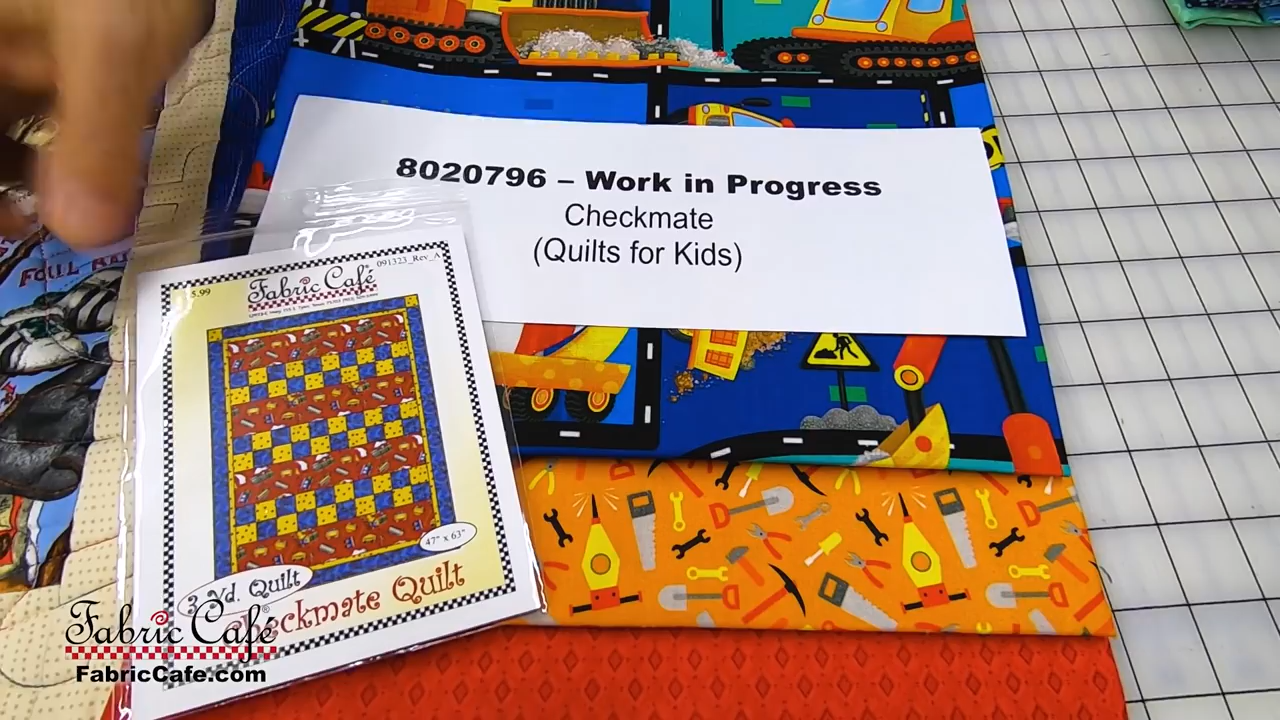 8020796 – Work in Progress
Checkmate
(Quilts for Kids)
FOUL
5.99
Fabric Café®
091323_Rev_A
47" x 63"
3 Yd. Quilt
Checkmate Quilt
Fabric Café®
FabricCafe.com